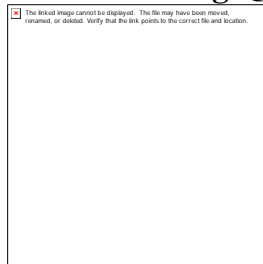 The linked image cannot be displayed. The file may have been moved,
renamed, or deleted. Verify that the link points to the correct file and location.